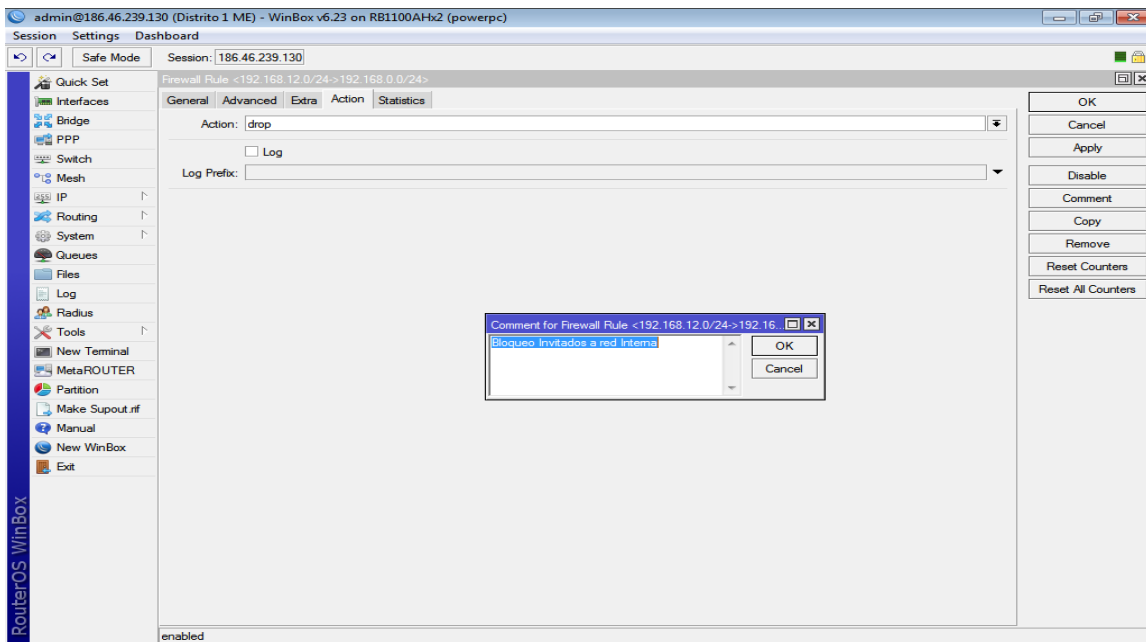 admin@186.46.239.130 (Distrito 1 ME) - WinBox v6.23 on RB1100AHx2 (powerpc)
Session Settings Dashboard
Safe Mode Session: 186.46.239.130
Firewall Rule <192.168.12.0/24->192.168.0.0/24>
General Advanced Extra Action Statistics
Action: drop
Log
Log Prefix:
OK
Cancel
Apply
Disable
Comment
Copy
Remove
Reset Counters
Reset All Counters
Quick Set
Interfaces
Bridge
PPP
Switch
Mesh
IP
Routing
System
Queues
Files
Log
Radius
Tools
New Terminal
MetaROUTER
Partition
Make Supout.rif
Manual
New WinBox
Exit
Comment for Firewall Rule <192.168.12.0/24->192.16...
Bloqueo Invitados a red Interna
OK
Cancel
RouterOS WinBox
enabled